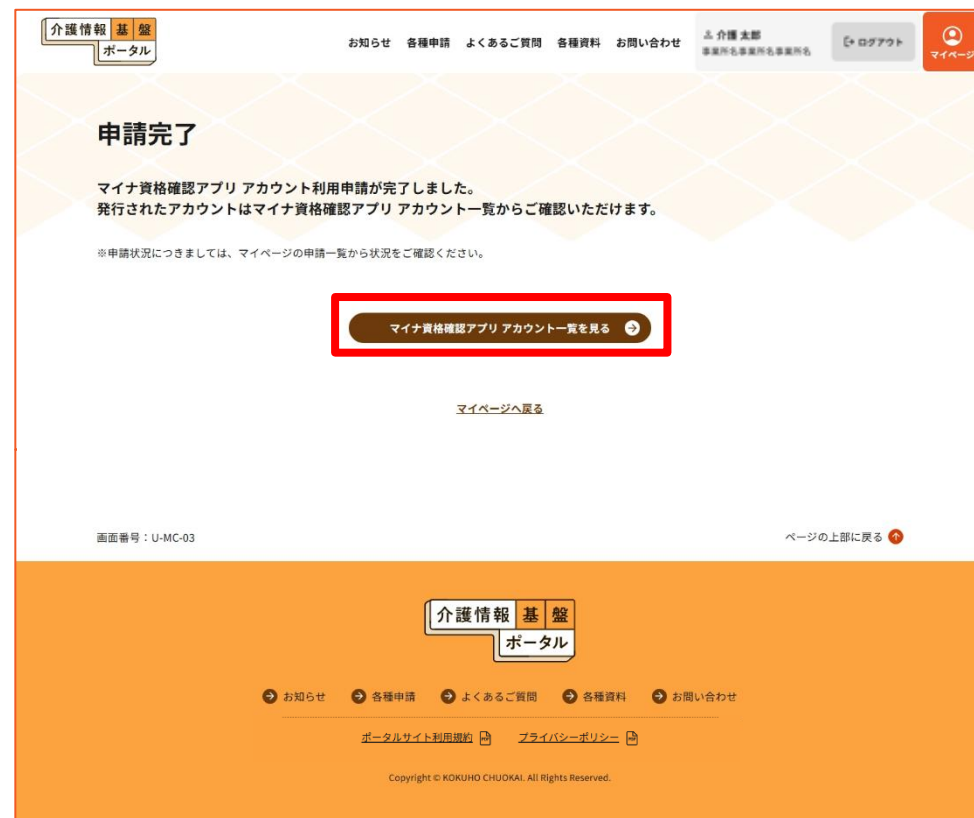 介護情報基盤
ポータル
お知らせ 各種申請 よくあるご質問 各種資料 お問い合わせ
介護 太郎
事業所名事業所名事業所名
ログアウト
マイページ
申請完了
マイナ資格確認アプリ アカウント利用申請が完了しました。
発行されたアカウントはマイナ資格確認アプリ アカウント一覧からご確認いただけます。
※申請状況につきましては、マイページの申請一覧から状況をご確認ください。
マイナ資格確認アプリ アカウント一覧を見る
マイページへ戻る
画面番号：U-MC-03
ページの上部に戻る
介護情報基盤
ポータル
お知らせ 各種申請 よくあるご質問 各種資料 お問い合わせ
ポータルサイト利用規約 プライバシーポリシー
Copyright © KOKUHO CHUOKAI. All Rights Reserved.